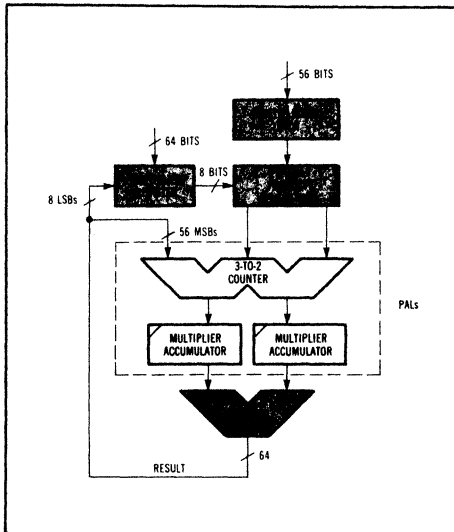 56 BITS
64 BITS
8 LSBs
8 BITS
56 MSBs
3-TO-2
COUNTER
PALs
MULTIPLIER
ACCUMULATOR
MULTIPLIER
ACCUMULATOR
RESULT
64